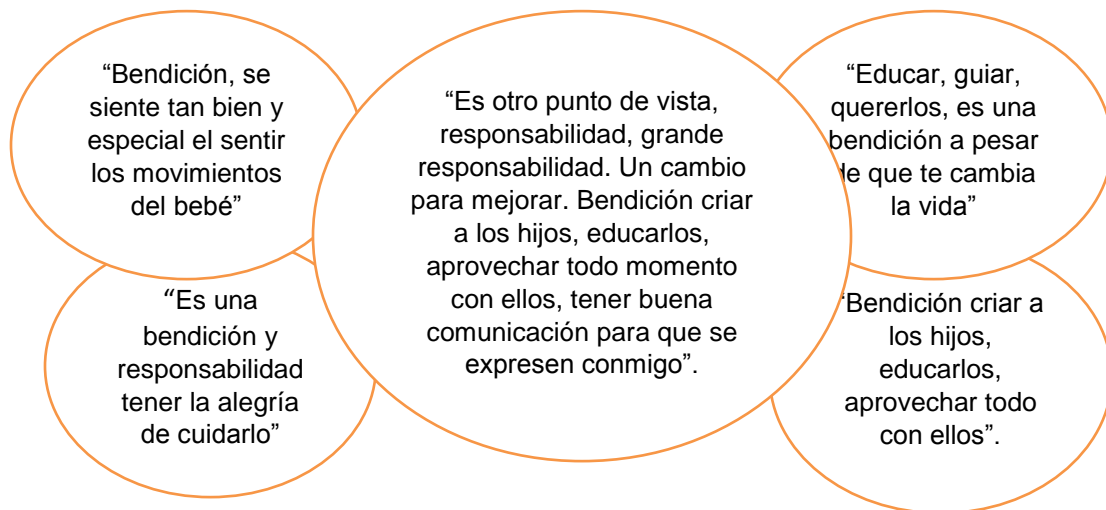 “Bendición, se
siente tan bien y
especial el sentir
los movimientos
del bebé”
“Es una
bendición y
responsabilidad
tener la alegría
de cuidarlo”
“Es otro punto de vista,
responsabilidad, grande
responsabilidad. Un cambio
para mejorar. Bendición criar
a los hijos, educarlos,
aprovechar todo momento
con ellos, tener buena
comunicación para que se
expresen conmigo”.
“Educar, guiar,
quererlos, es una
bendición a pesar
de que te cambia
la vida”
“Bendición criar a
los hijos,
educarlos,
aprovechar todo
con ellos”.